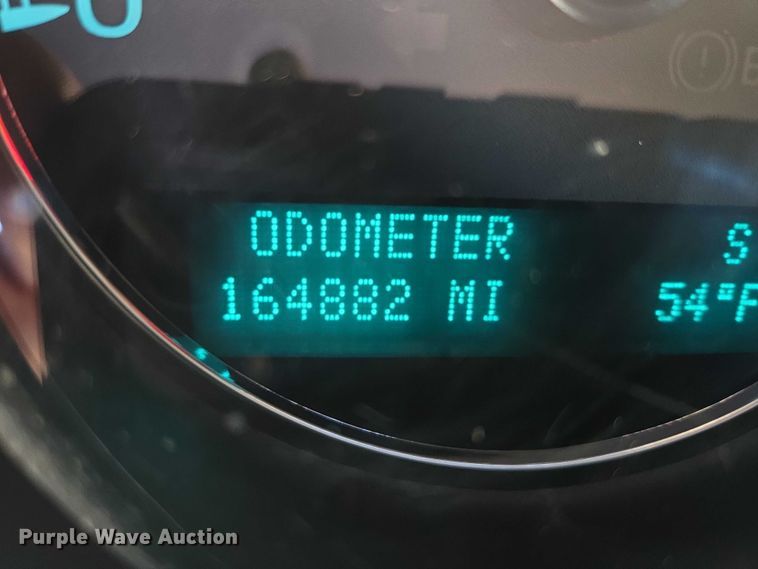 ODOMETER S
164882 MI 54°F
Purple Wave Auction